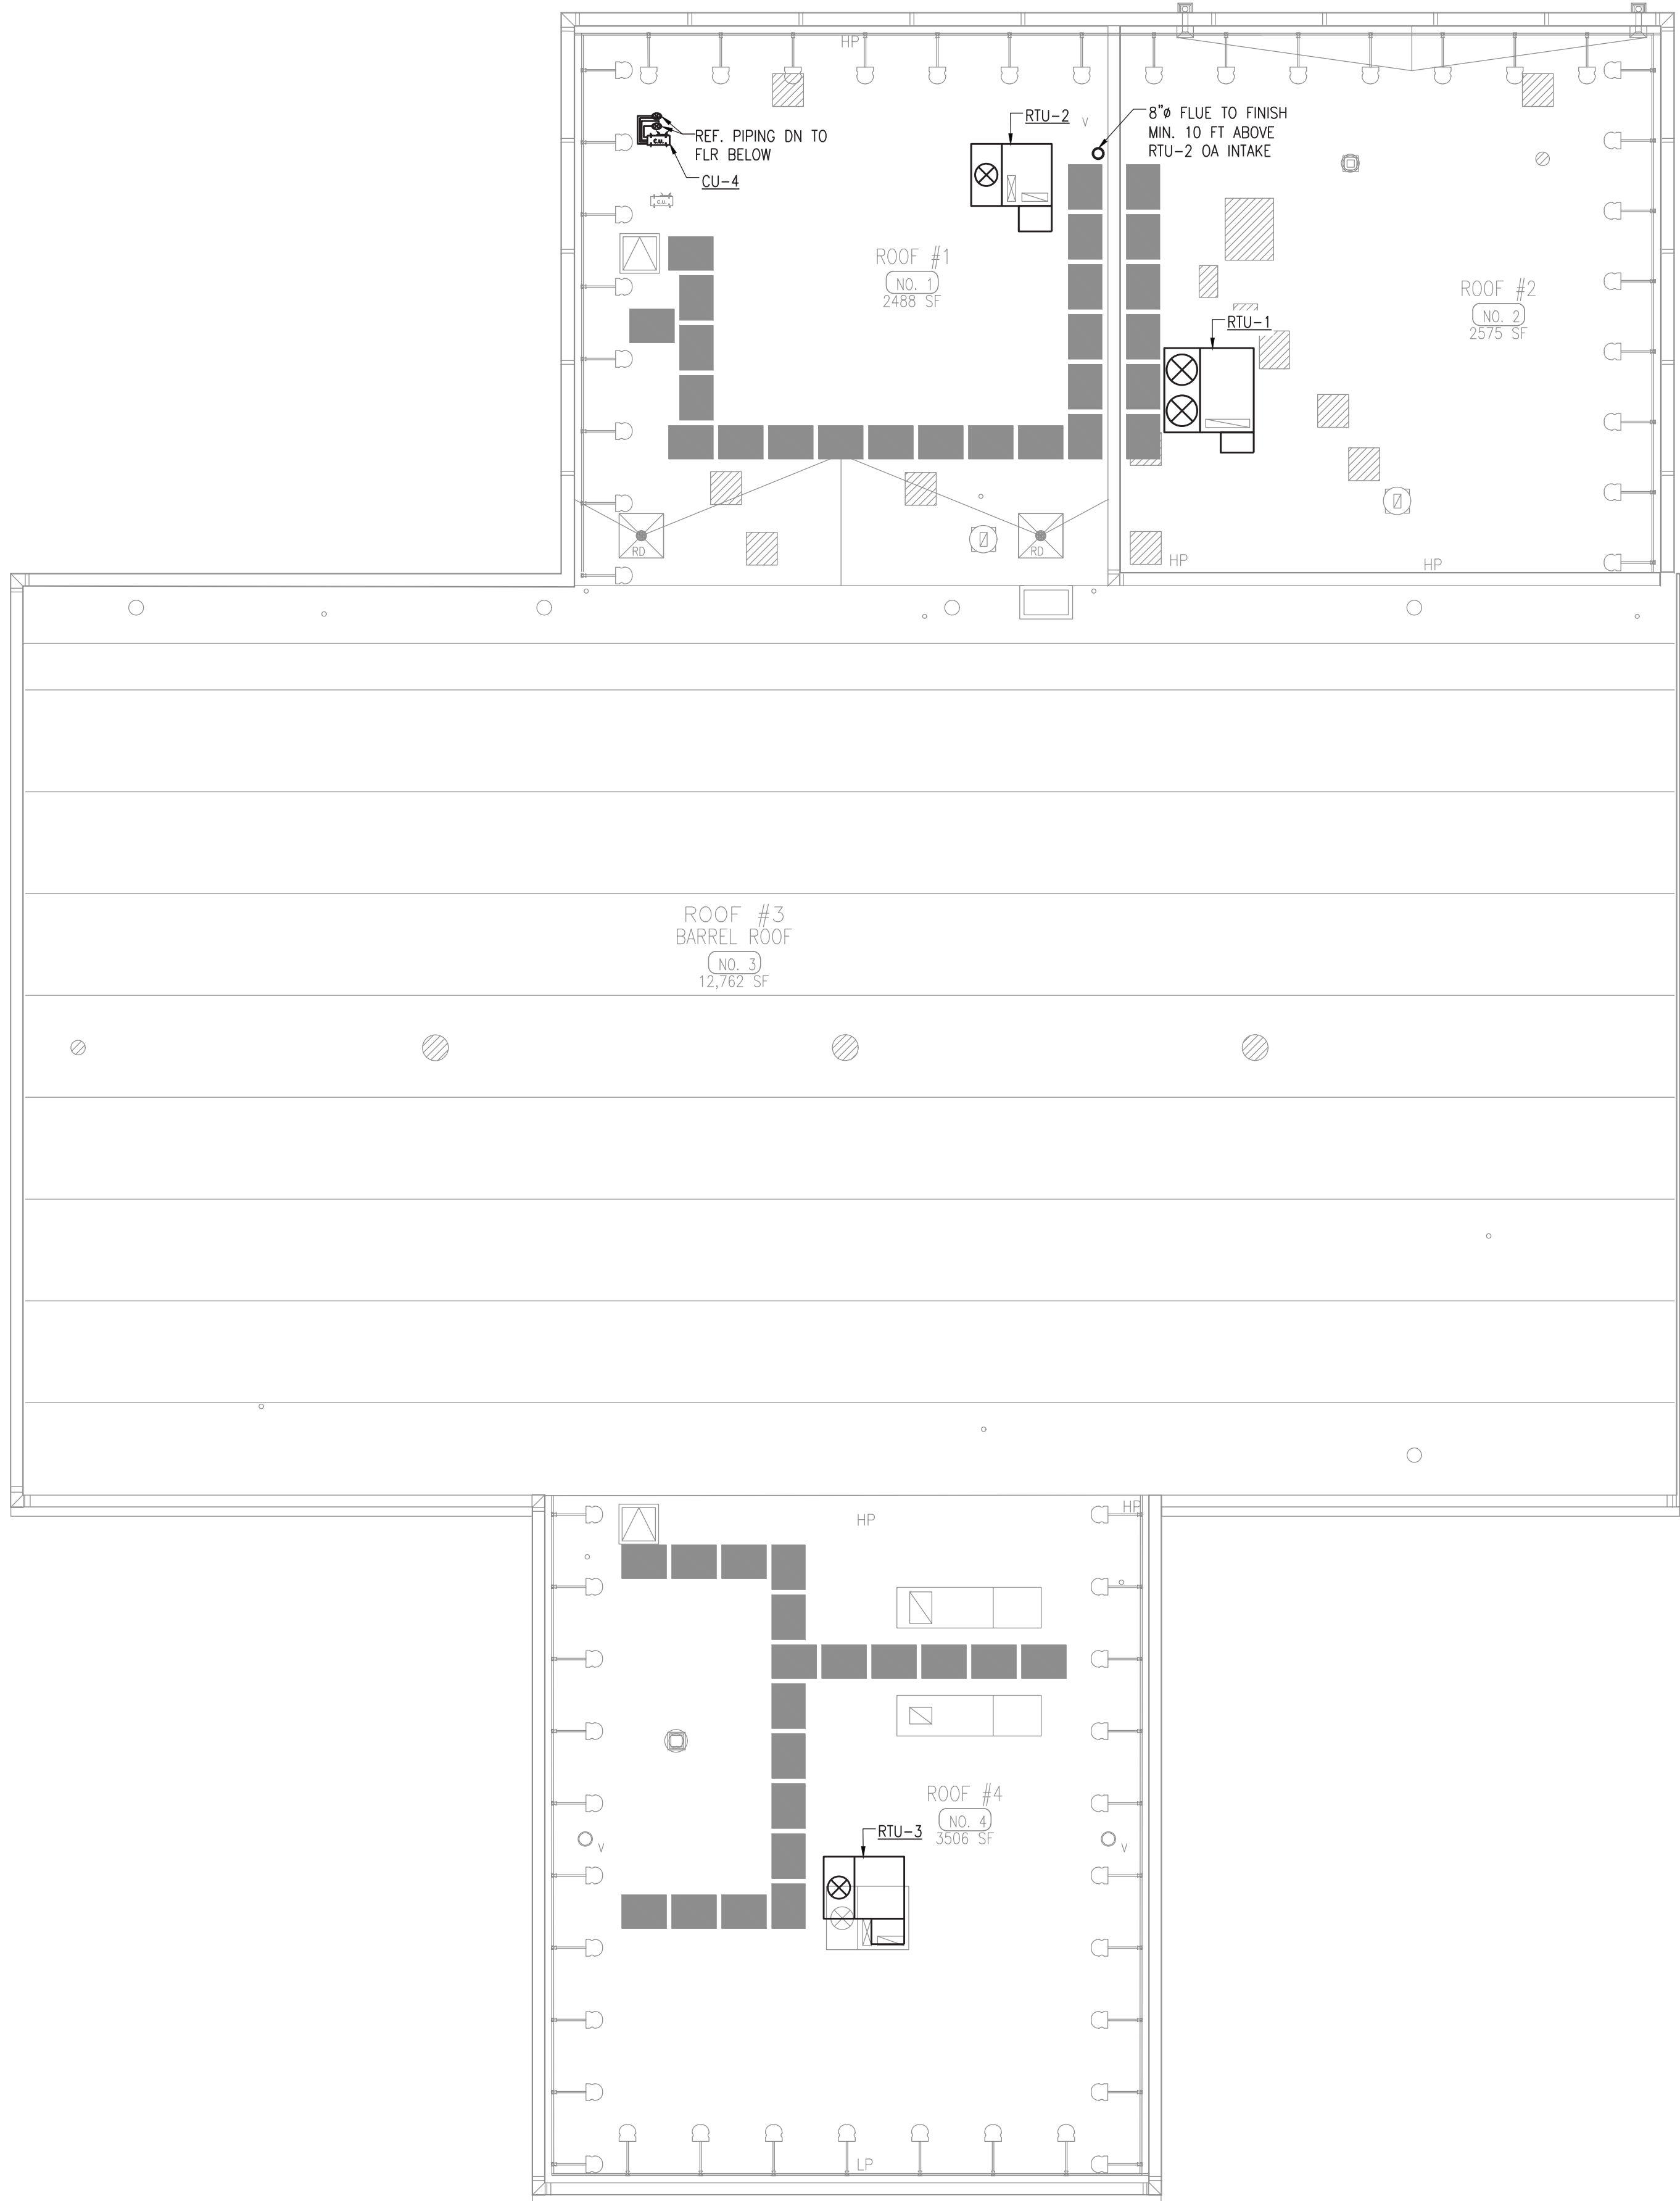 HP
RTU-2
V
8"ø FLUE TO FINISH
MIN. 10 FT ABOVE
RTU-2 OA INTAKE
C.U.
REF. PIPING DN TO
FLR BELOW
CU-4
C.U.
ROOF #1
NO. 1
2488 SF
ROOF #2
NO. 2
2575 SF
RTU-1
RD
RD
HP
HP
ROOF #3
BARREL ROOF
NO. 3
12,762 SF
HP
HP
ROOF #4
NO. 4
3506 SF
RTU-3
V
V
LP